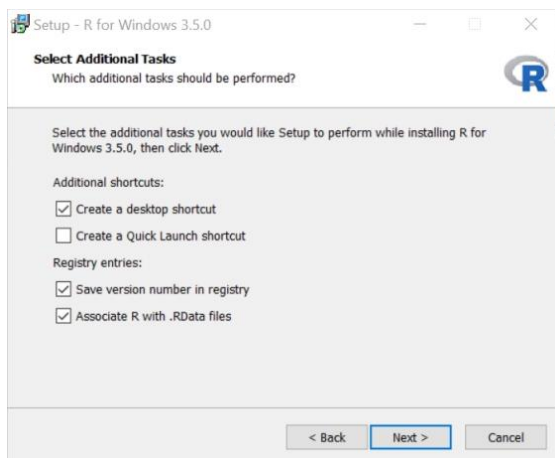 Setup - R for Windows 3.5.0
Select Additional Tasks
Which additional tasks should be performed?
R
Select the additional tasks you would like Setup to perform while installing R for
Windows 3.5.0, then click Next.
Additional shortcuts:
Create a desktop shortcut
Create a Quick Launch shortcut
Registry entries:
Save version number in registry
Associate R with .RData files
< Back Next > Cancel